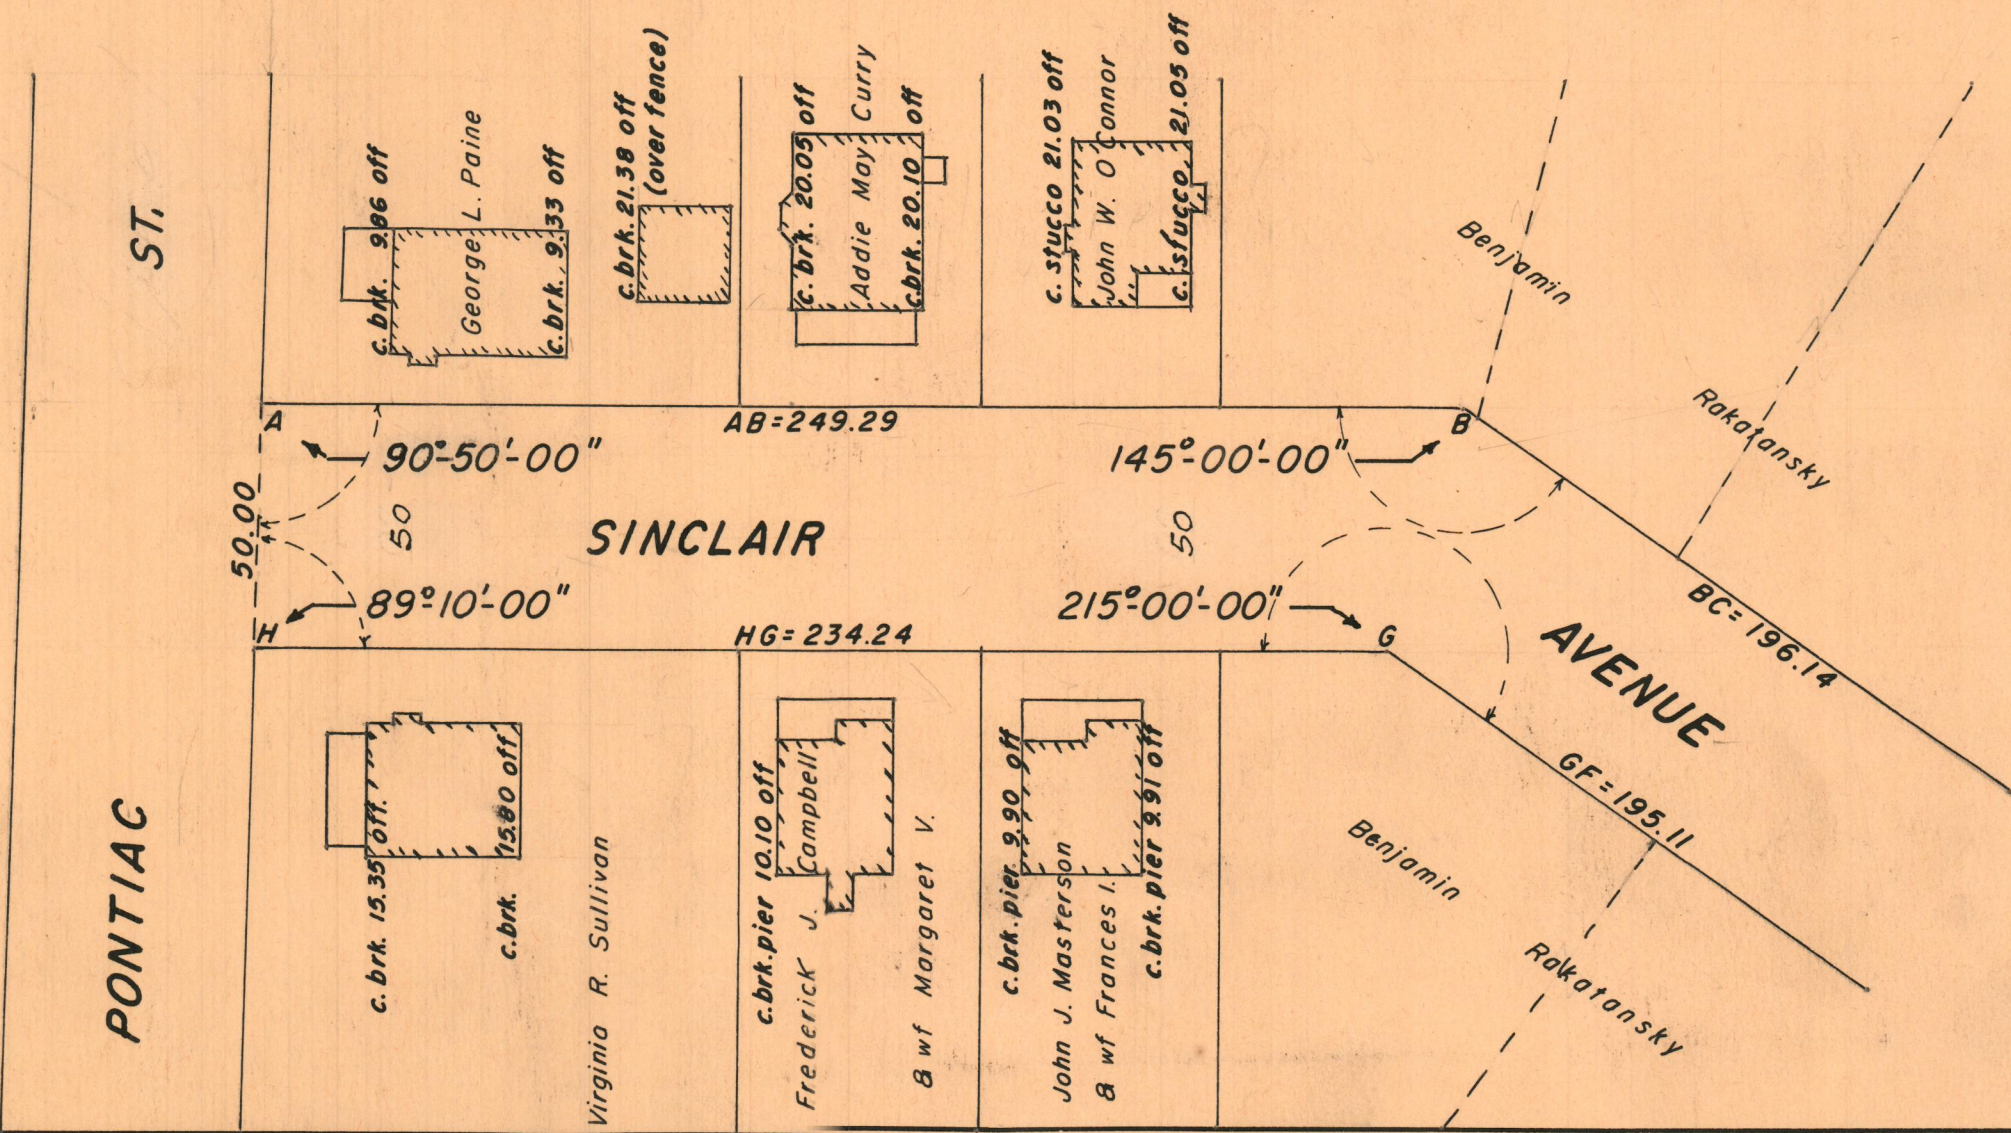 PONTIAC ST.
c.brk. 9.86 off
George L. Paine
c.brk. 9.33 off
c.brk. 21.38 off
(over fence)
c. brk. 20.05 off
Addie May Curry
c.brk. 20.10 off
c. stucco 21.03 off
John W. O'Connor
c. stucco 21.05 off
Benjamin
Rakatansky
A
AB=249.29
B
90°-50'-00"
145°-00'-00"
50.00
50
SINCLAIR
50
AVENUE
BC=196.14
89°-10'-00"
215°-00'-00"
H
HG=234.24
G
GF=195.11
c. brk. 15.35 off.
c.brk. 15.80 off
Virginia R. Sullivan
c.brk.pier 10.10 off
Frederick J. Campbell
& wf Margaret V.
c.brk.pier 9.90 off
John J. Masterson
& wf Frances I.
c.brk.pier 9.91 off
Benjamin
Rakatansky